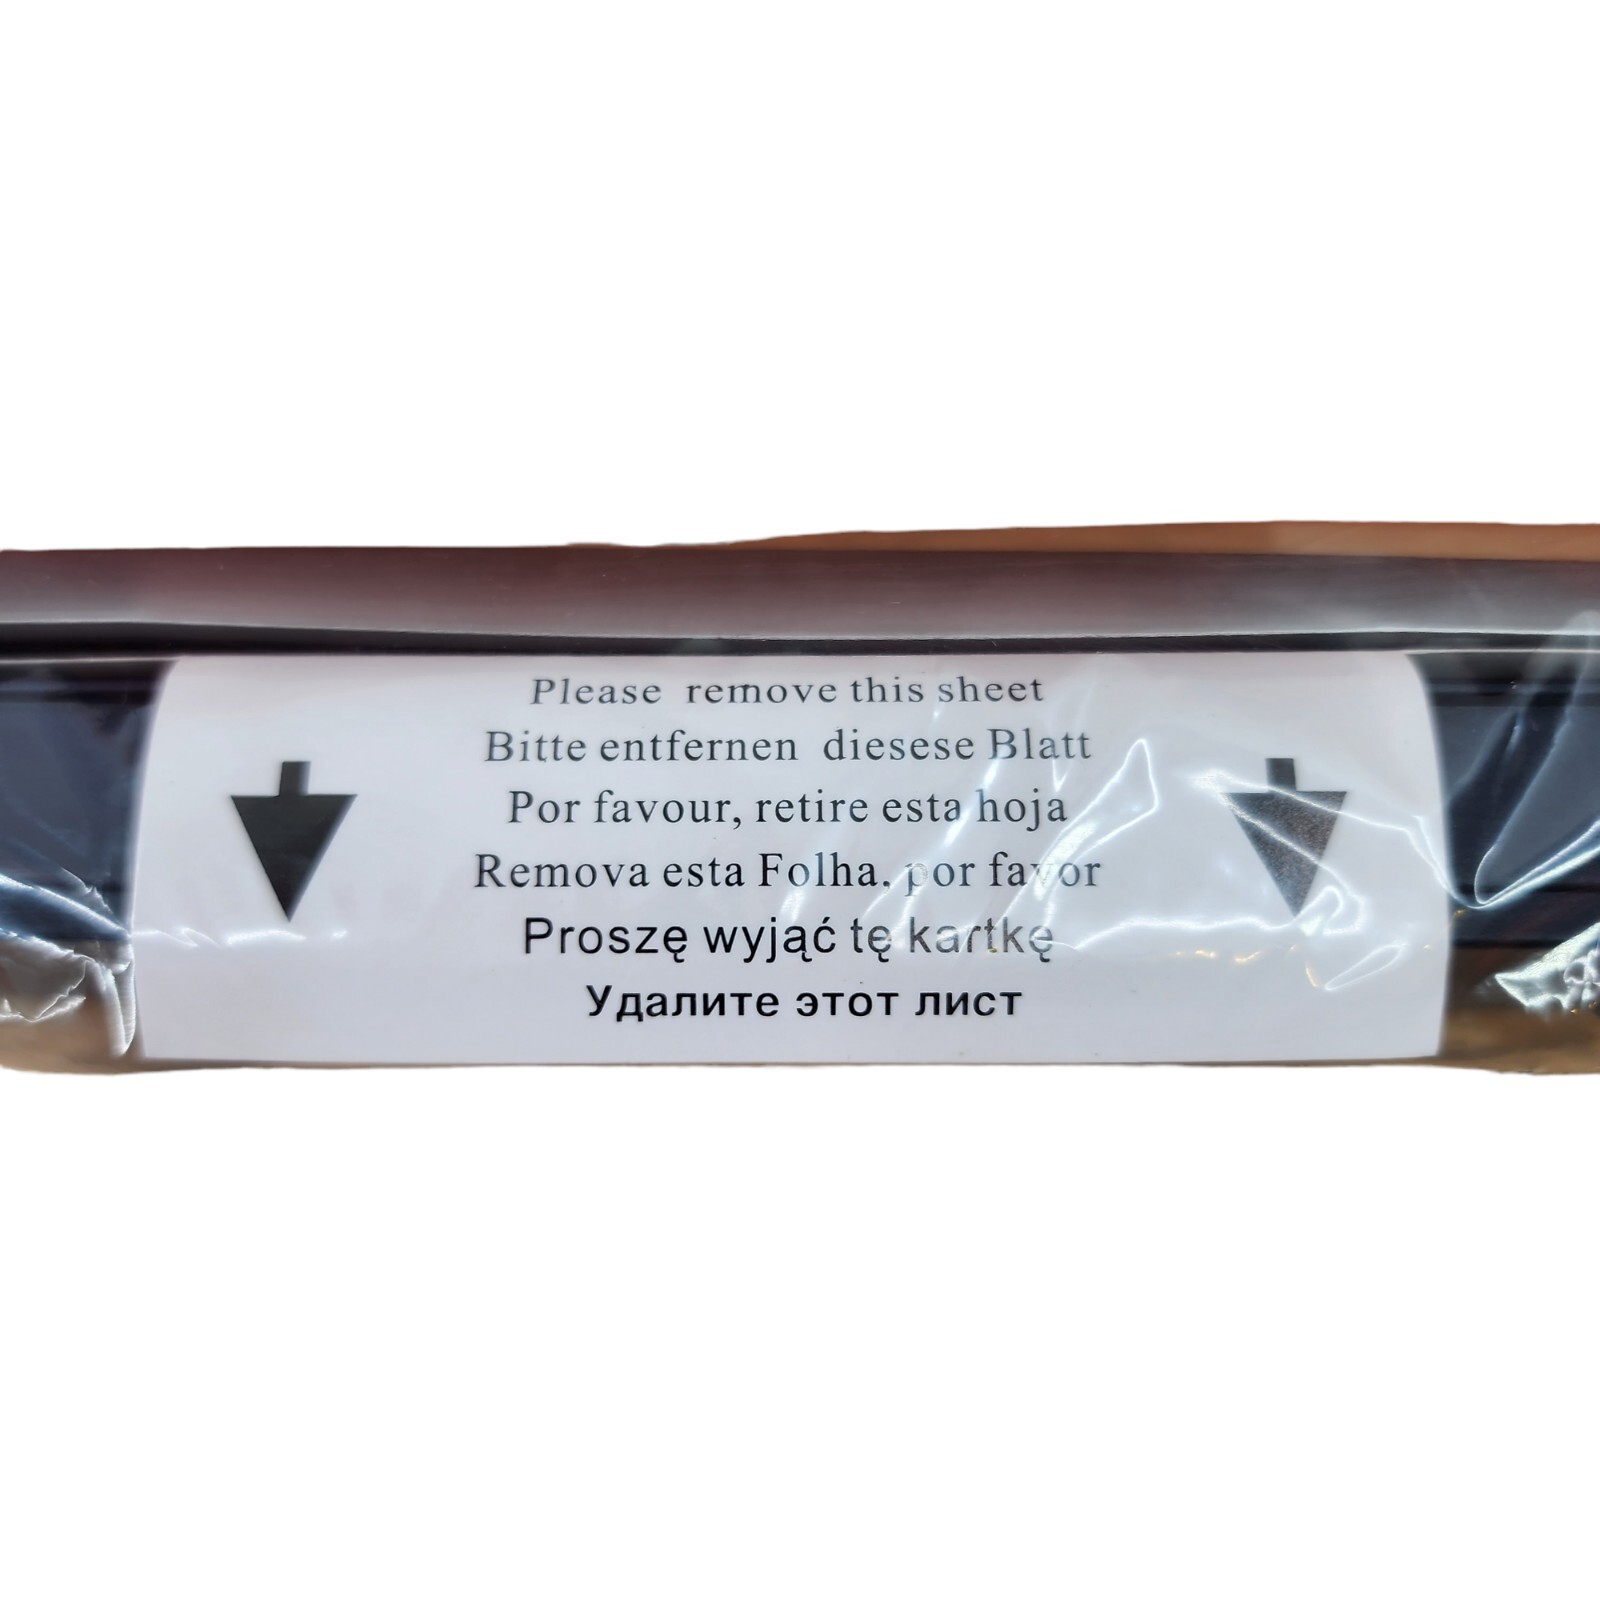 Please remove this sheet
Bitte entfernen diesese Blatt
Por favour, retire esta hoja
Remova esta Folha. por favor
Proszę wyjąć tę kartkę
Удалите этот лист